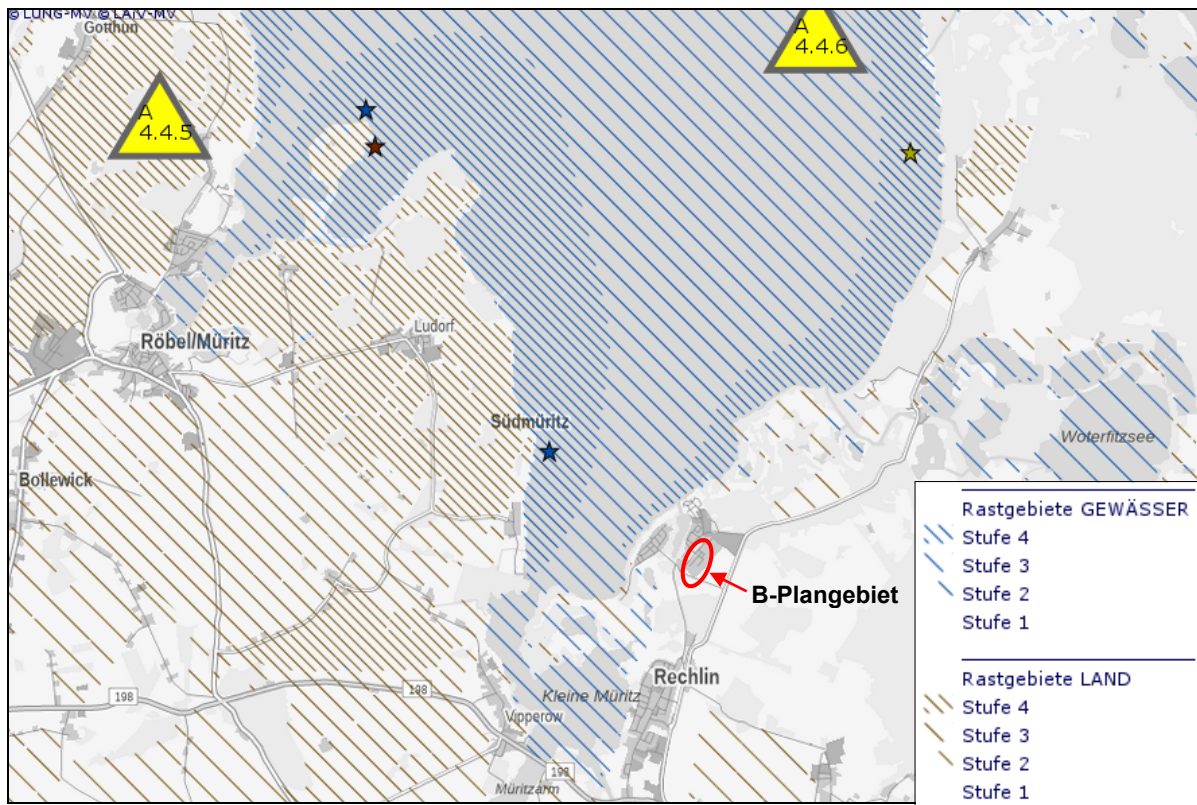 © LUNG-MV © LAiV-MV
Gotthun
A
4.4.6
A
4.4.5
Röbel/Müritz
Ludorf
Südmüritz
Bollewick
Woterfitzsee
B-Plangebiet
Rechlin
Kleine Müritz
198
198
Vipperow
198
Müritzarm
Rastgebiete GEWÄSSER
Stufe 4
Stufe 3
Stufe 2
Stufe 1
Rastgebiete LAND
Stufe 4
Stufe 3
Stufe 2
Stufe 1